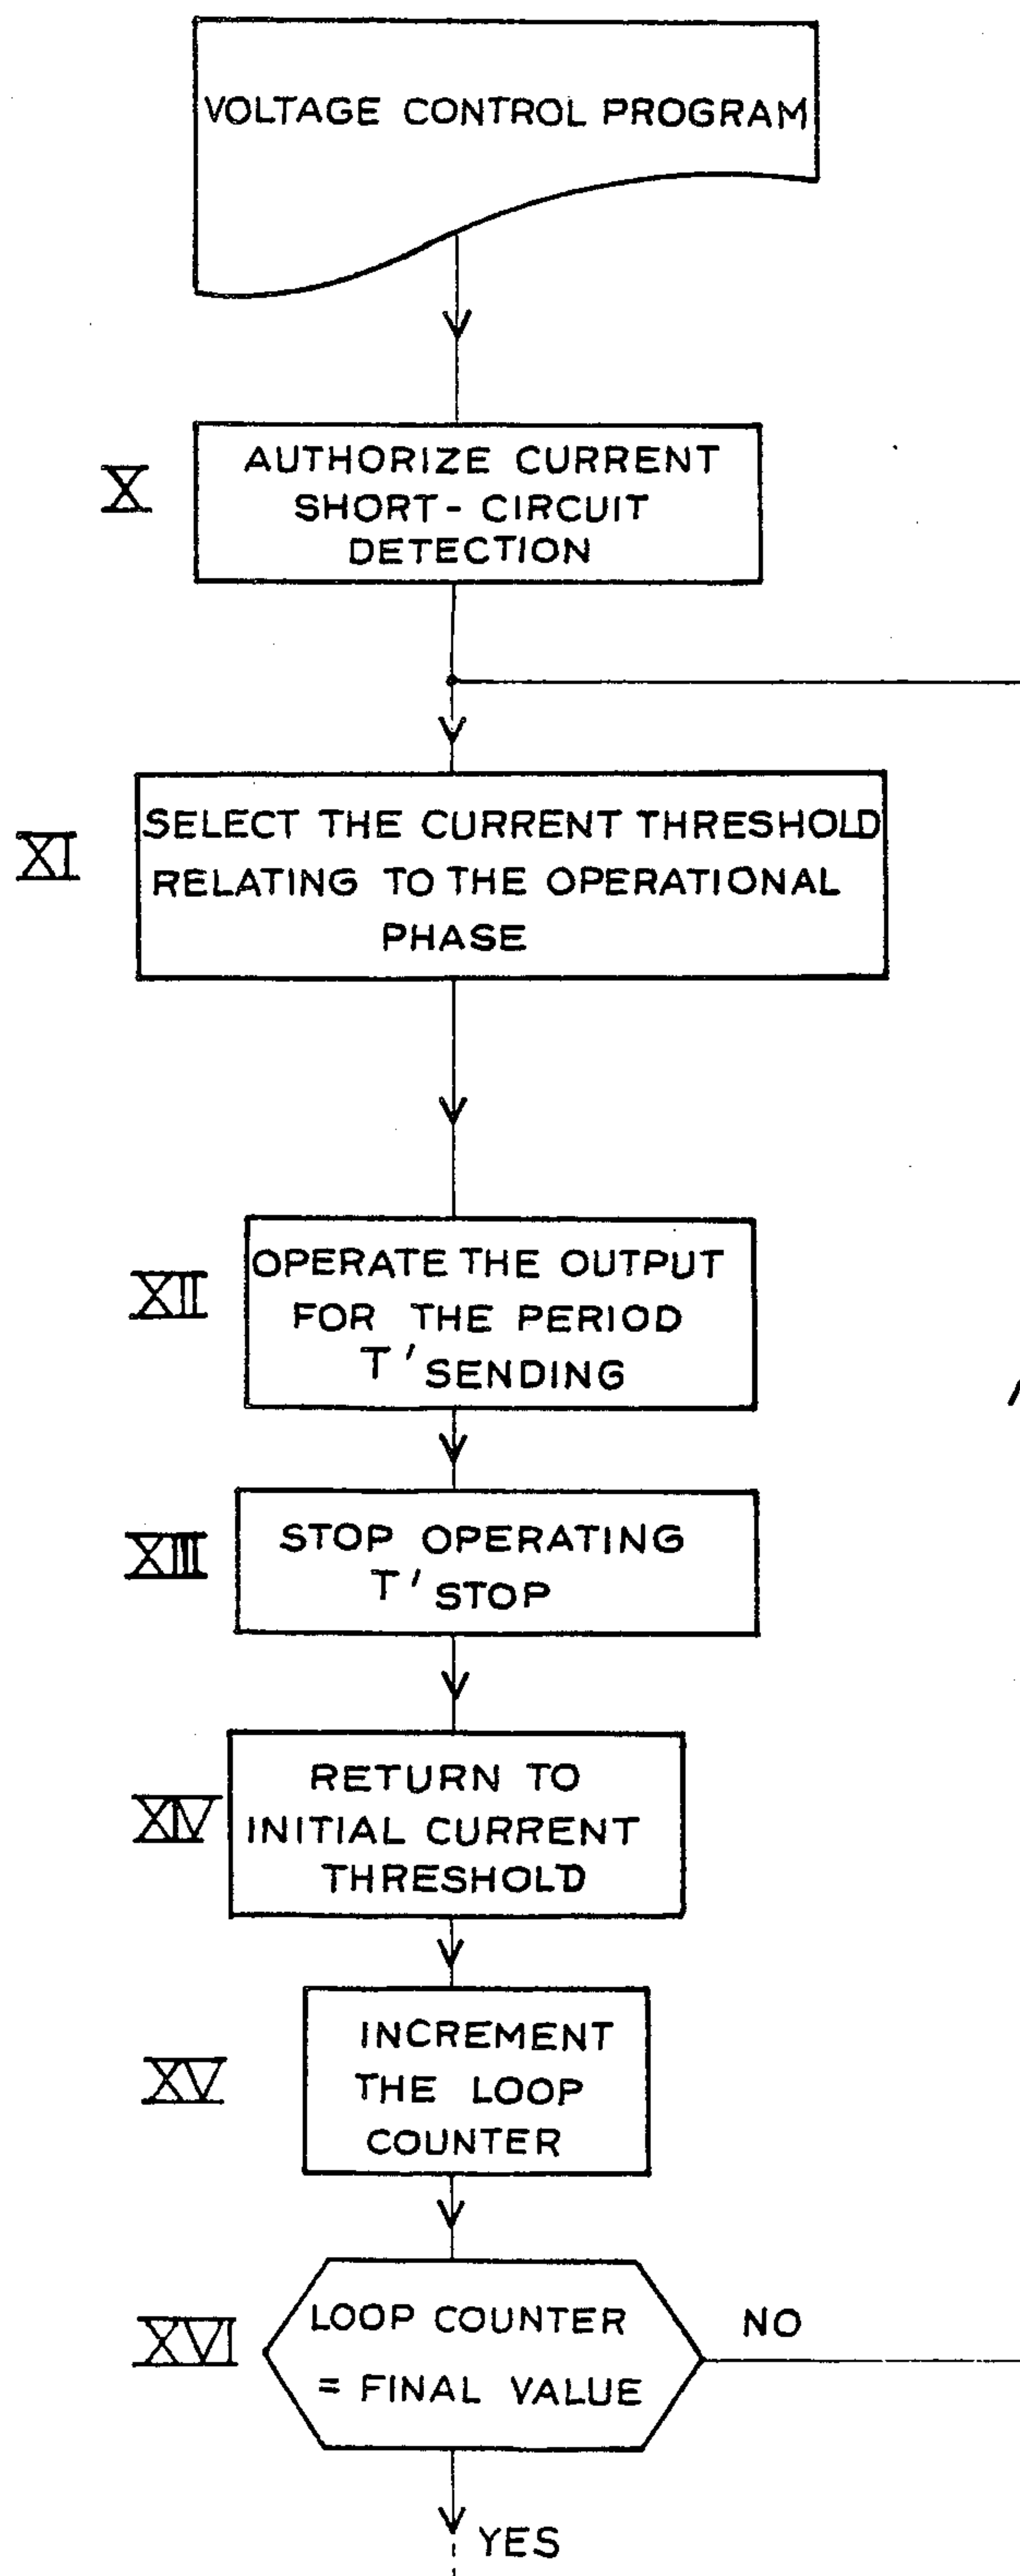 VOLTAGE CONTROL PROGRAM
X
AUTHORIZE CURRENT
SHORT - CIRCUIT
DETECTION
XI
SELECT THE CURRENT THRESHOLD
RELATING TO THE OPERATIONAL
PHASE
XII
OPERATE THE OUTPUT
FOR THE PERIOD
T' SENDING
XIII
STOP OPERATING
T' STOP
XIV
RETURN TO
INITIAL CURRENT
THRESHOLD
XV
INCREMENT
THE LOOP
COUNTER
XVI
LOOP COUNTER
= FINAL VALUE
NO
YES